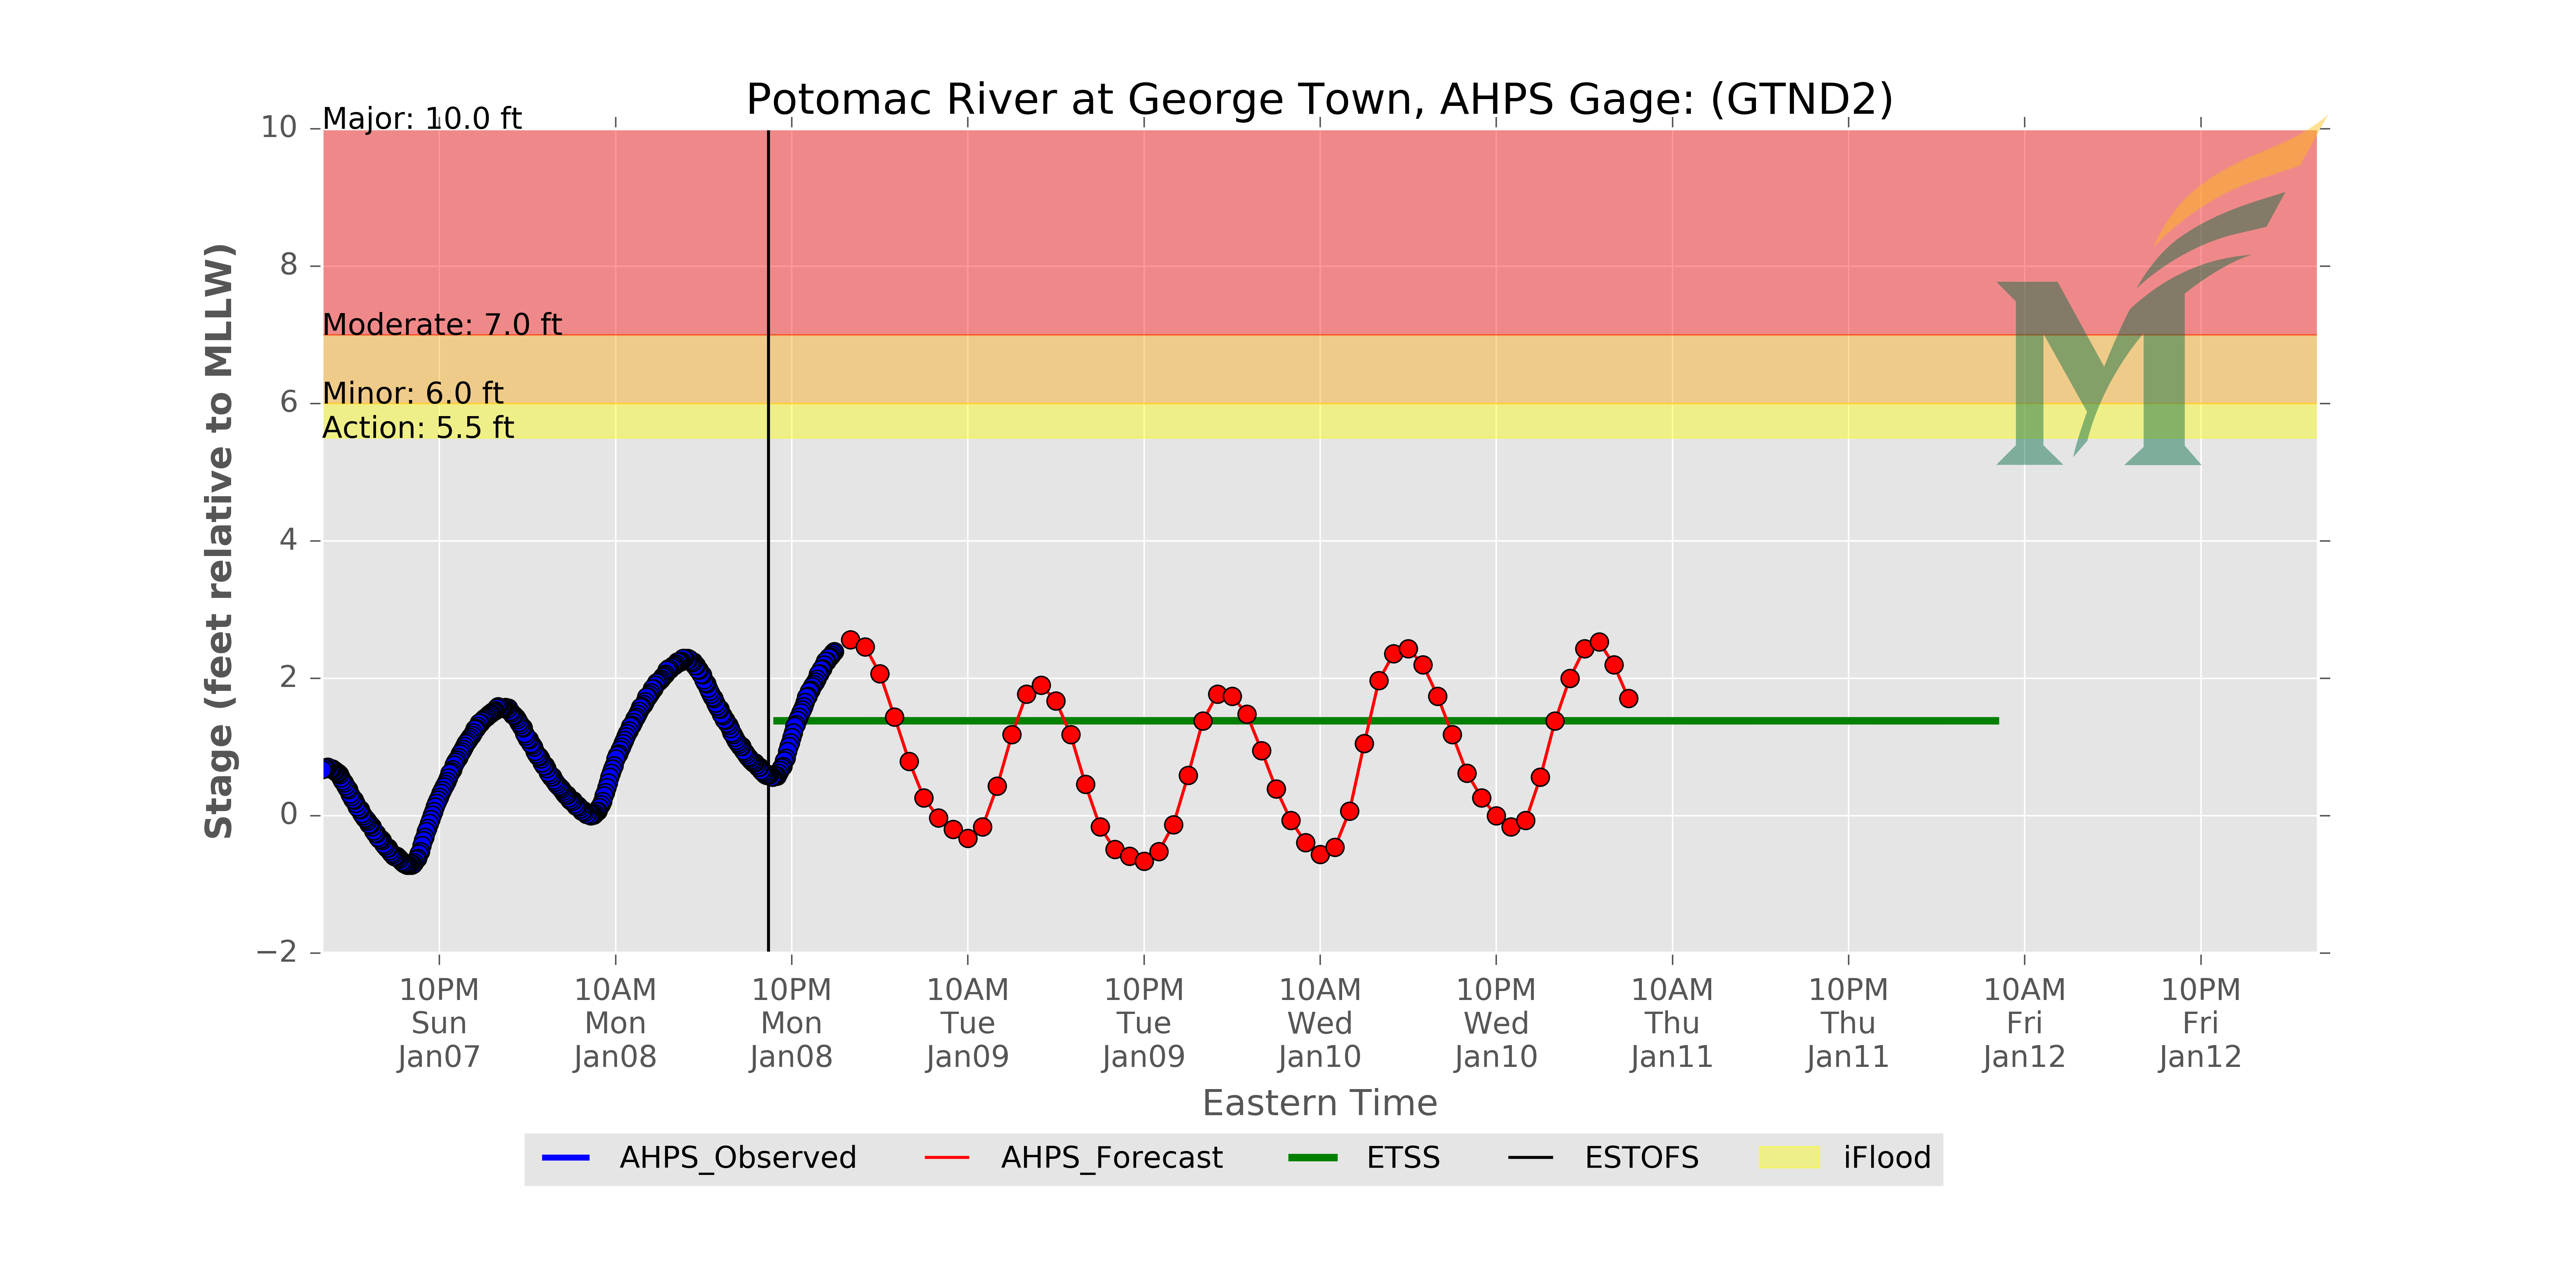 Potomac River at George Town, AHPS Gage: (GTND2)
Major: 10.0 ft
Moderate: 7.0 ft
Minor: 6.0 ft
Action: 5.5 ft
10
8
6
4
2
0
−2
Stage (feet relative to MLLW)
10PM 10AM 10PM 10AM 10PM 10AM 10PM 10AM 10PM 10AM 10PM
Sun Mon Mon Tue Tue Wed Wed Thu Thu Fri Fri
Jan07 Jan08 Jan08 Jan09 Jan09 Jan10 Jan10 Jan11 Jan11 Jan12 Jan12
Eastern Time
AHPS_Observed AHPS_Forecast ETSS ESTOFS iFlood
M